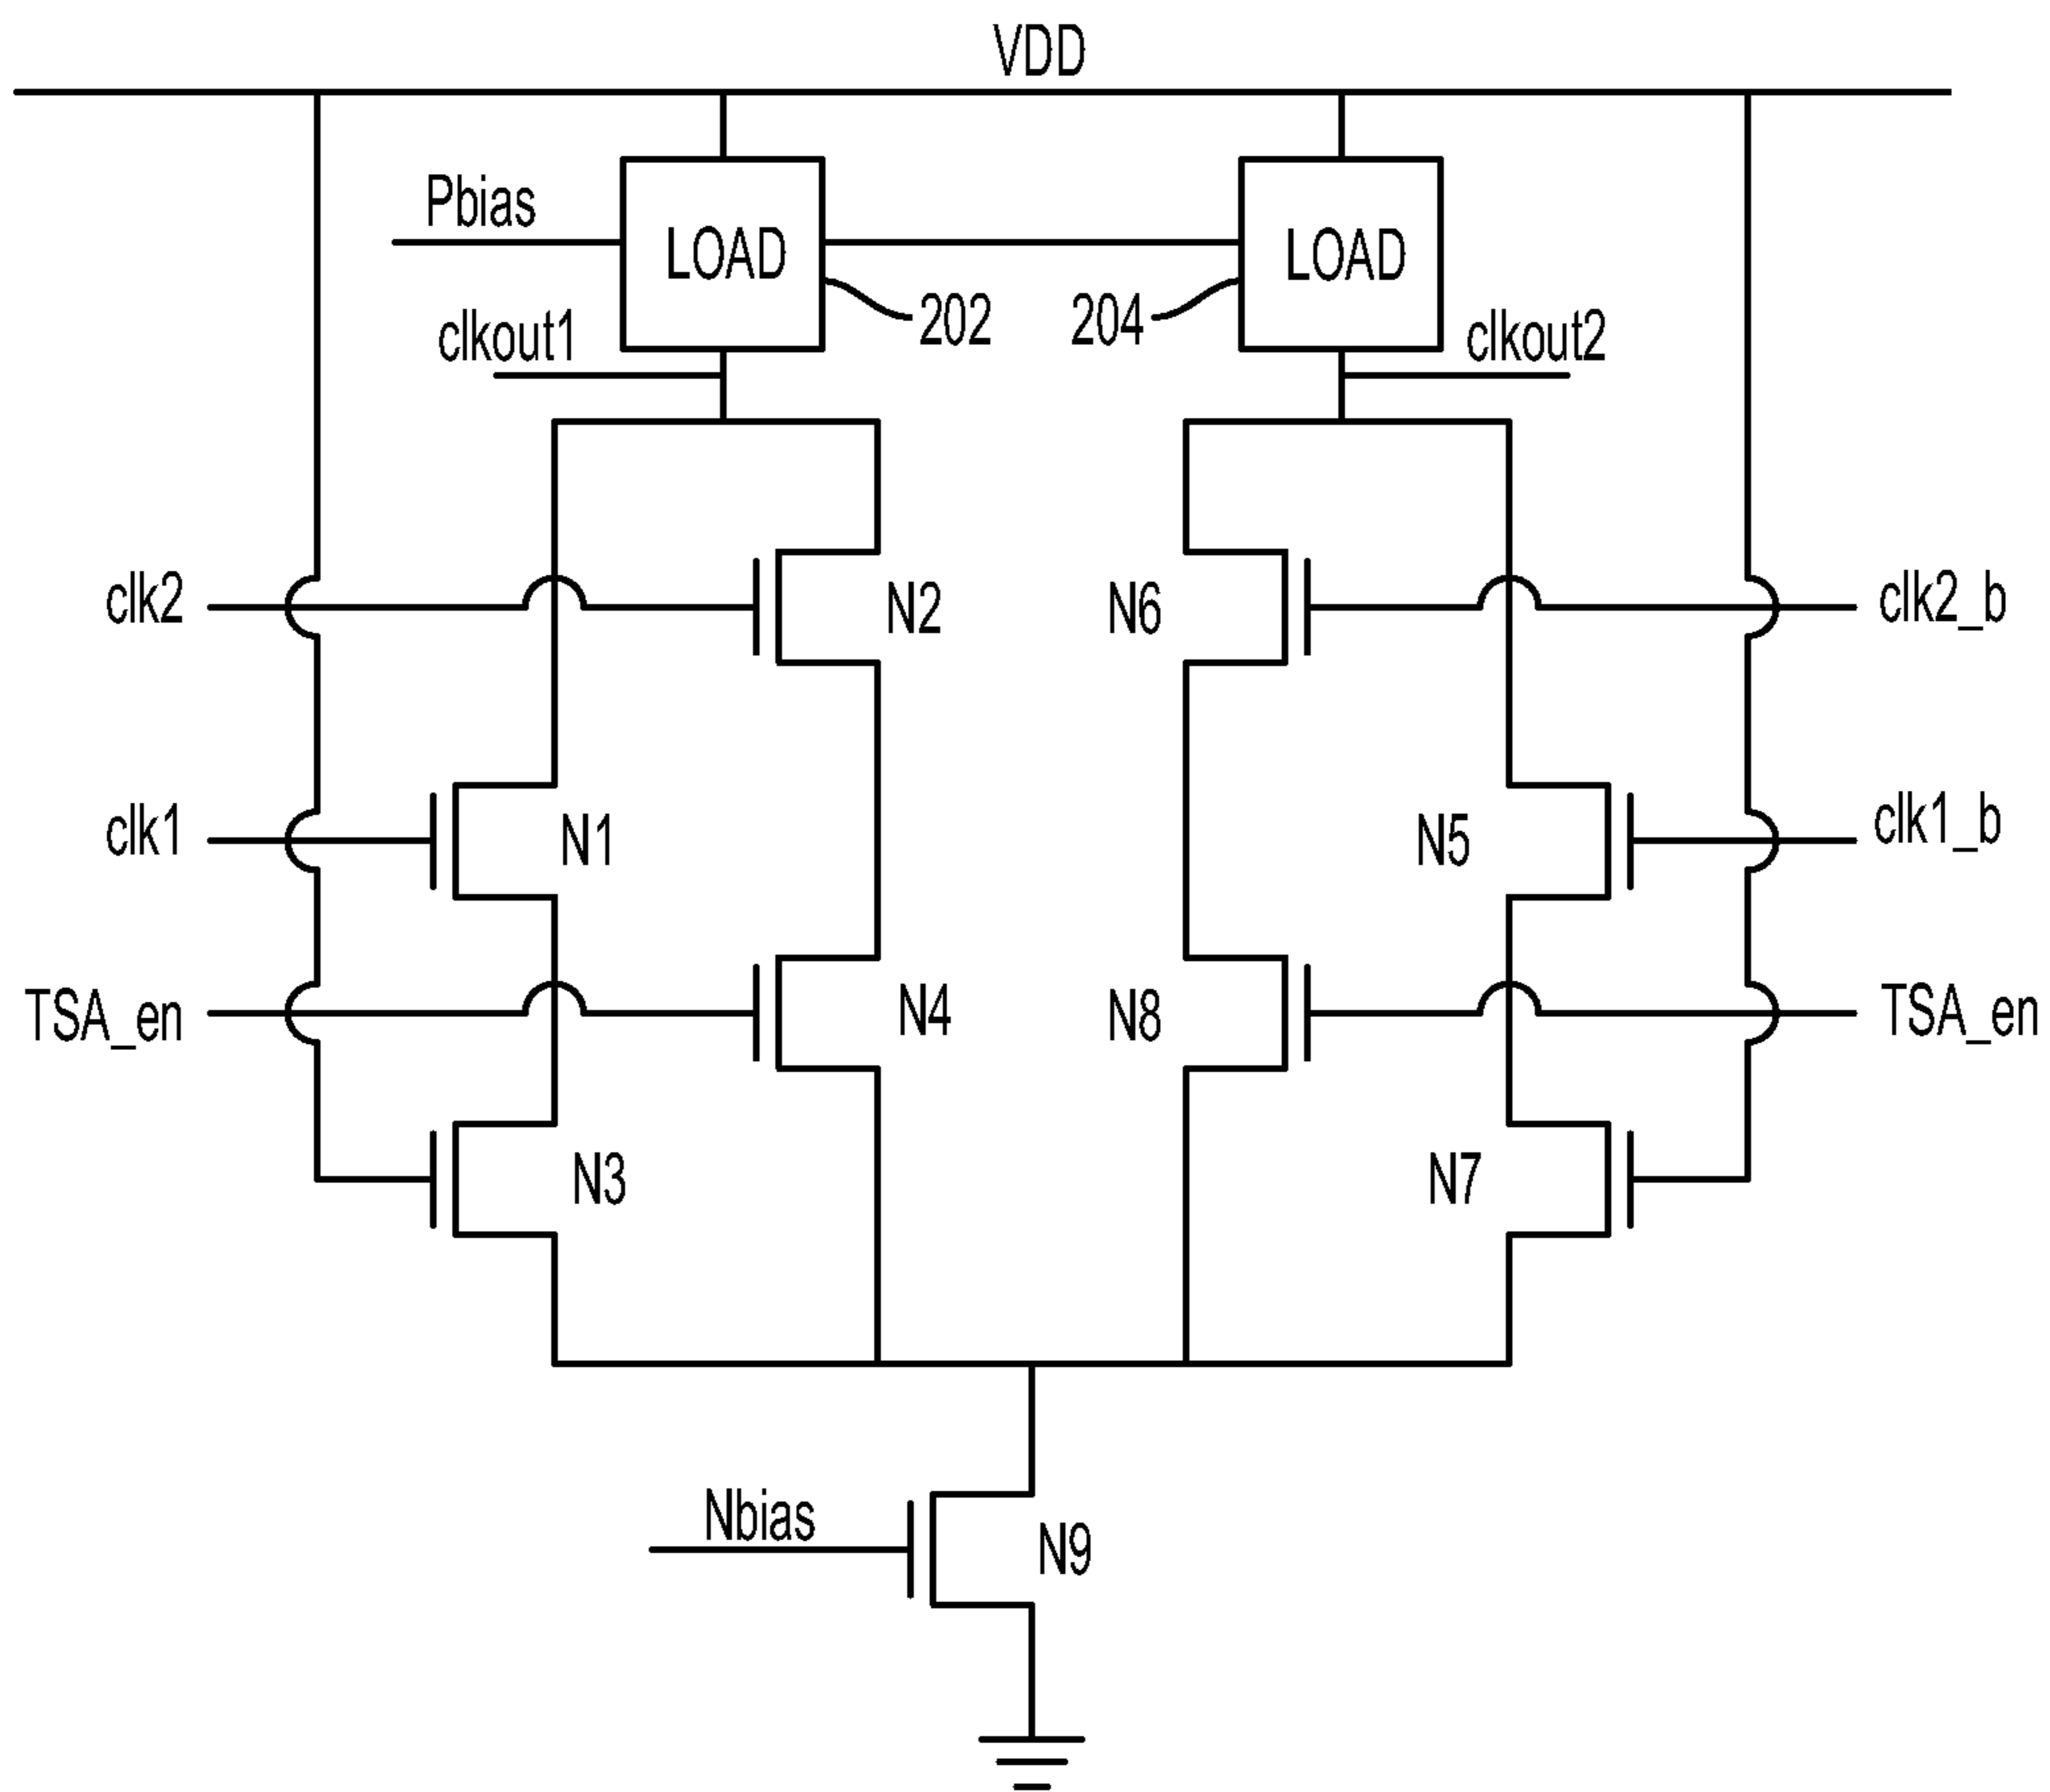 VDD
Pbias
LOAD
LOAD
202
204
clkout1
clkout2
clk2
N2
N6
clk2_b
clk1
N1
N5
clk1_b
TSA_en
N4
N8
TSA_en
N3
N7
Nbias
N9